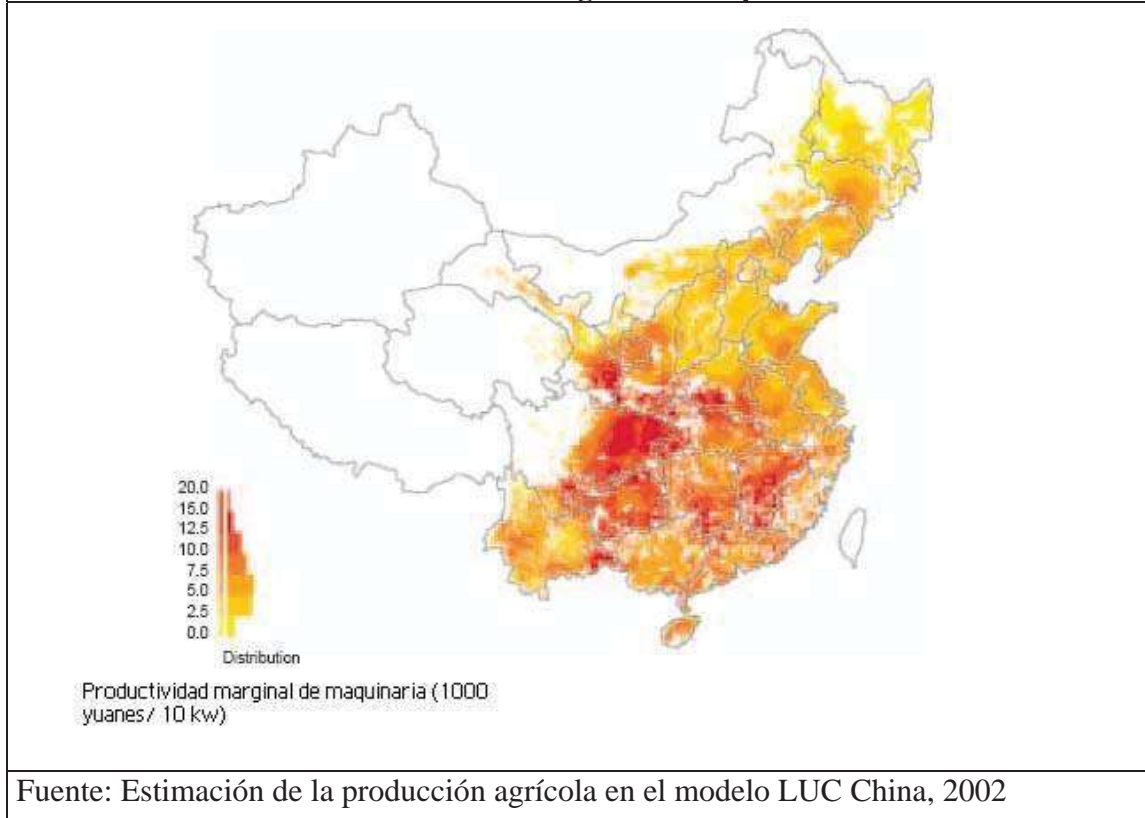 20.0
15.0
12.5
10.0
7.5
5.0
2.5
0.0
Distribution
Productividad marginal de maquinaria (1000
yuanes/ 10 kw)
Fuente: Estimación de la producción agrícola en el modelo LUC China, 2002